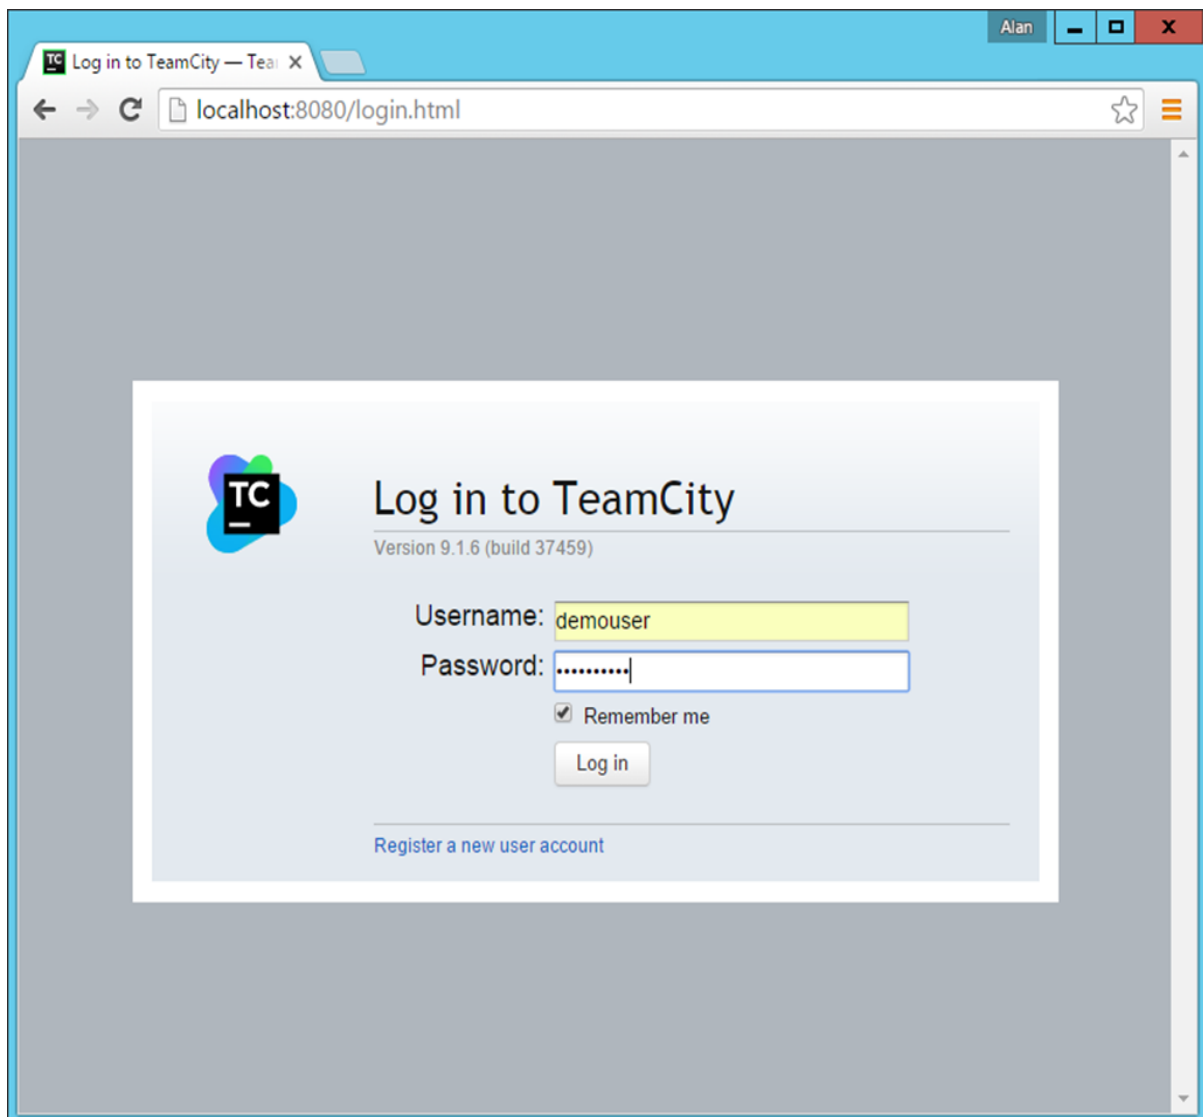 Alan
TC Log in to TeamCity — Tea
localhost:8080/login.html
TC
Log in to TeamCity
Version 9.1.6 (build 37459)
Username: demouser
Password: ••••••••••
Remember me
Log in
Register a new user account